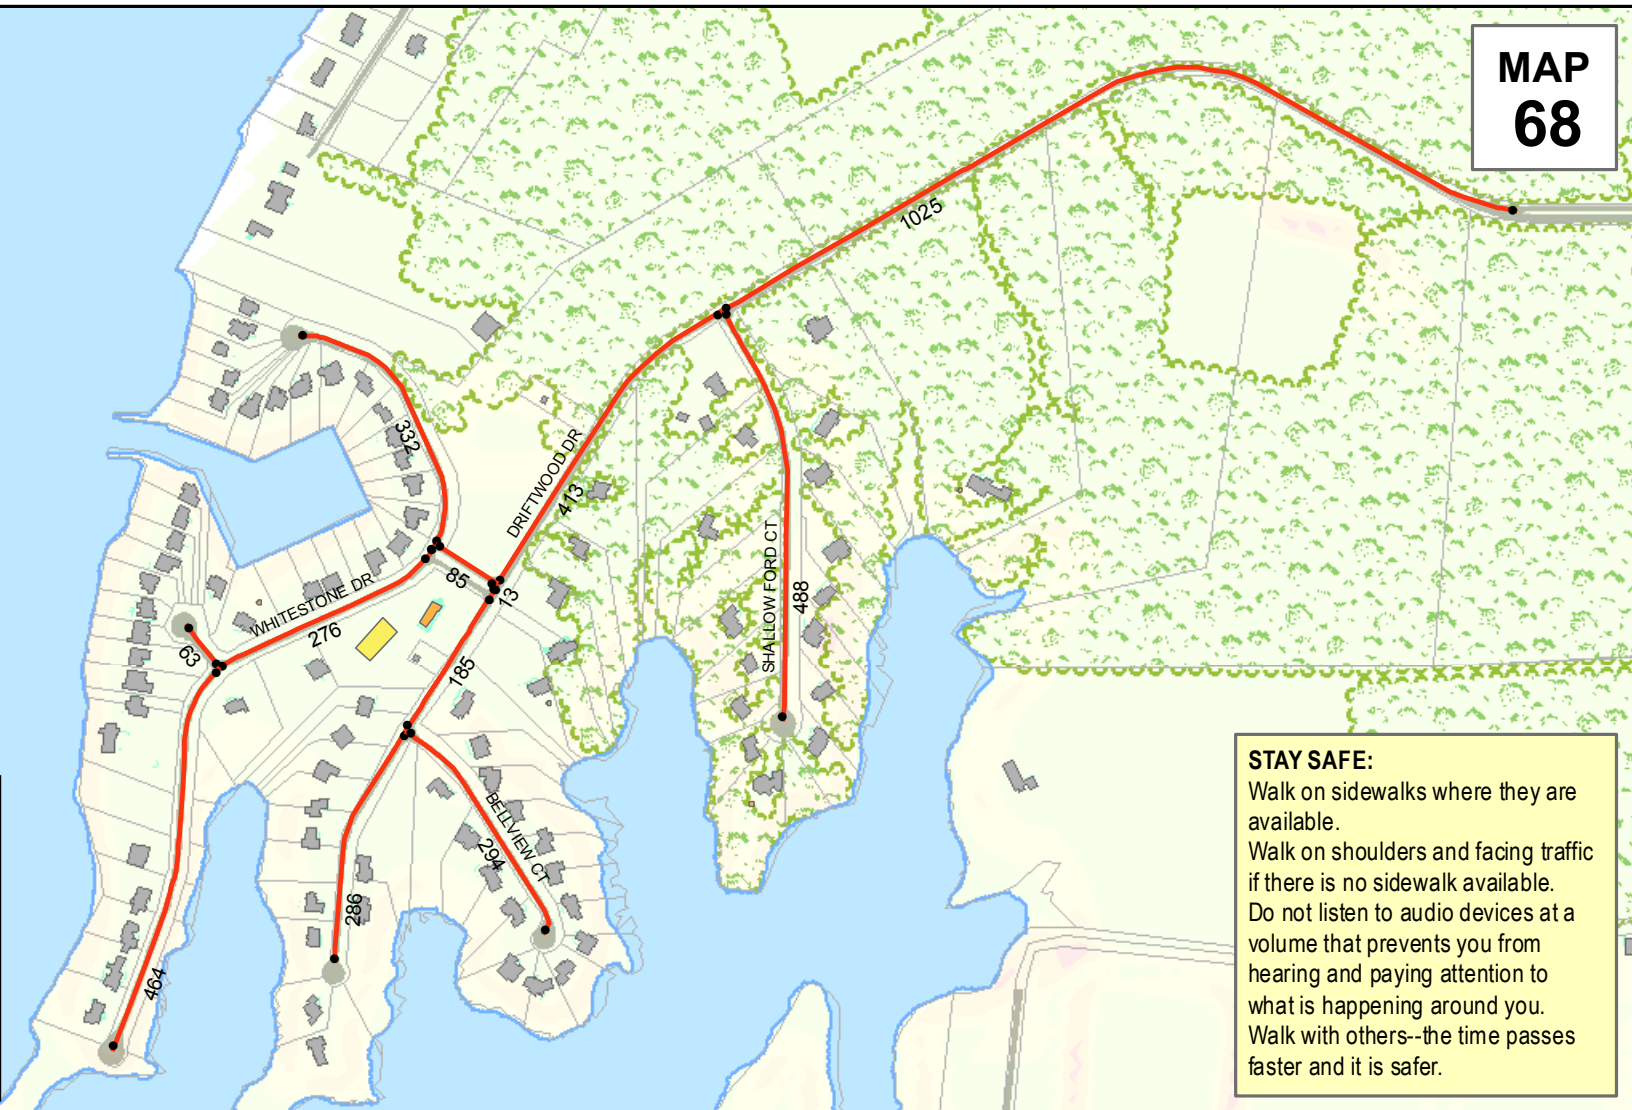 MAP
68
1025
332
DRIFTWOOD DR
413
85
13
WHITESTONE DR
276
63
185
SHALLOW FORD CT
488
BELLVIEW CT
294
286
464
STAY SAFE:
Walk on sidewalks where they are
available.
Walk on shoulders and facing traffic
if there is no sidewalk available.
Do not listen to audio devices at a
volume that prevents you from
hearing and paying attention to
what is happening around you.
Walk with others--the time passes
faster and it is safer.